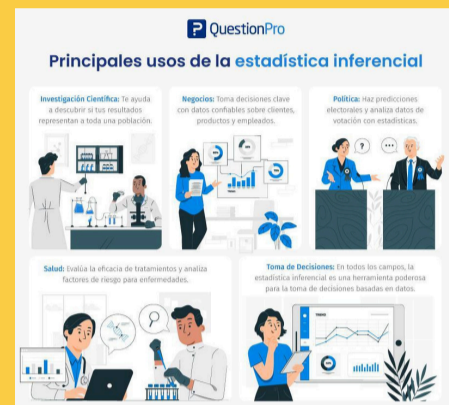 QuestionPro
Principales usos de la estadística inferencial
Investigación Científica: Te ayuda
a descubrir si tus resultados
representan a toda una población.
Negocios: Toma decisiones clave
con datos confiables sobre clientes,
productos y empleados.
Política: Haz predicciones
electorales y analiza datos de
votación con estadísticas.
Salud: Evalúa la eficacia de tratamientos y analiza
factores de riesgo para enfermedades.
Toma de Decisiones: En todos los campos, la
estadística inferencial es una herramienta poderosa
para la toma de decisiones basadas en datos.